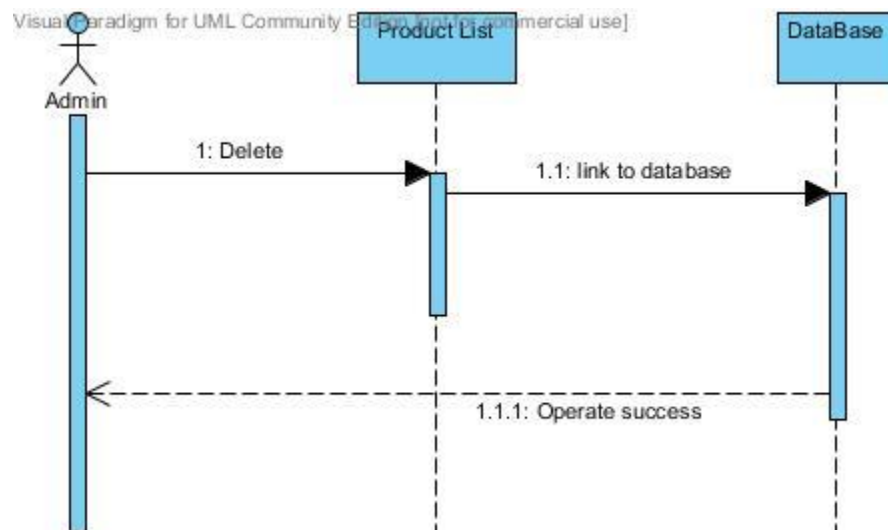 Visual Paradigm for UML Community Edition [not for commercial use]
Product List
DataBase
Admin
1: Delete
1.1: link to database
1.1.1: Operate success